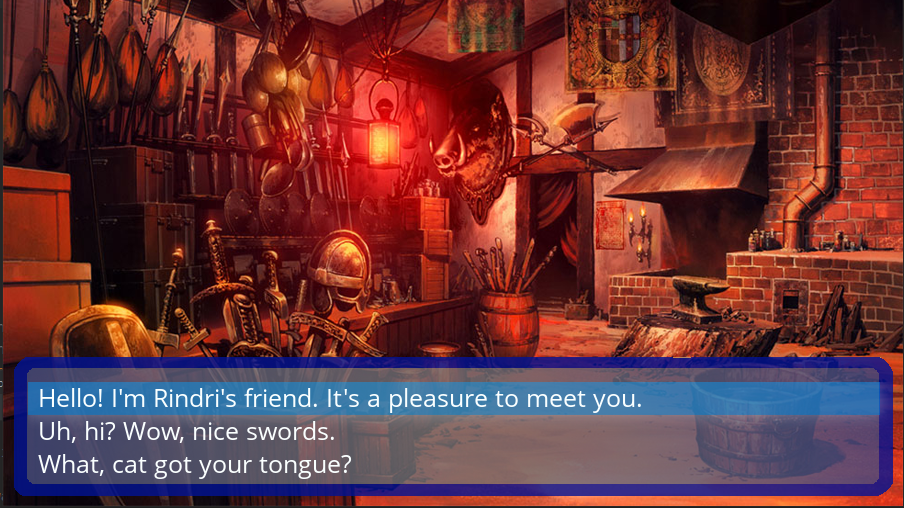 Hello! I'm Rindri's friend. It's a pleasure to meet you.
Uh, hi? Wow, nice swords.
What, cat got your tongue?